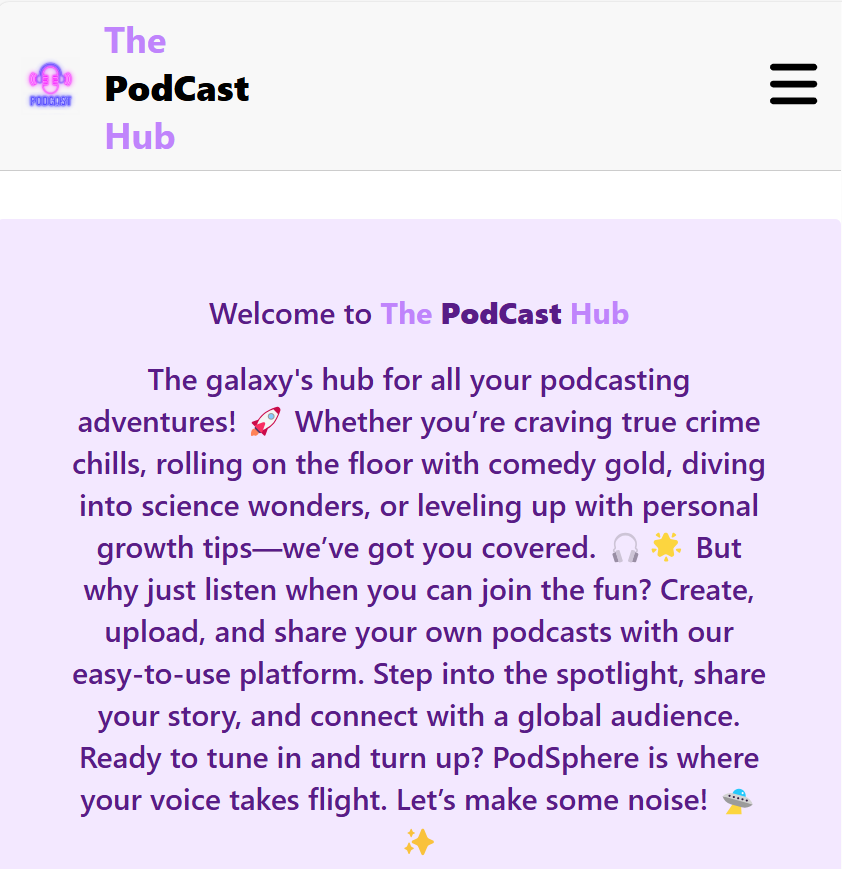 The
PodCast
Hub
PODCAST
Welcome to The PodCast Hub
The galaxy's hub for all your podcasting
adventures! 🚀 Whether you’re craving true crime
chills, rolling on the floor with comedy gold, diving
into science wonders, or leveling up with personal
growth tips—we’ve got you covered. 🎧🌟 But
why just listen when you can join the fun? Create,
upload, and share your own podcasts with our
easy-to-use platform. Step into the spotlight, share
your story, and connect with a global audience.
Ready to tune in and turn up? PodSphere is where
your voice takes flight. Let’s make some noise! 🛸
✨